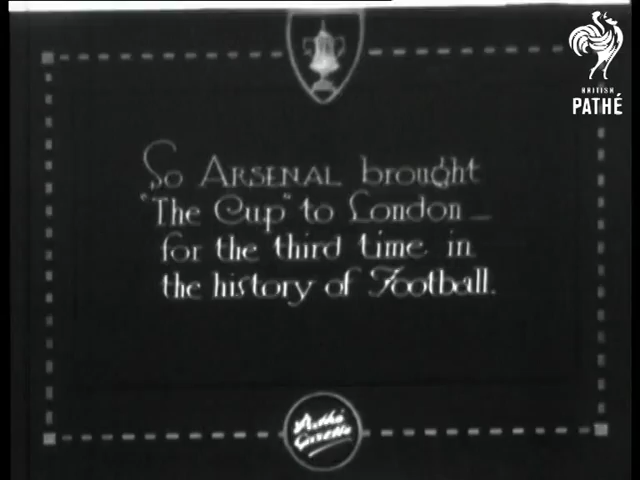 BRITISH
PATHÉ
So ARSENAL brought
"The Cup" to London —
for the third time in
the history of Football.
Pathé
Gazette